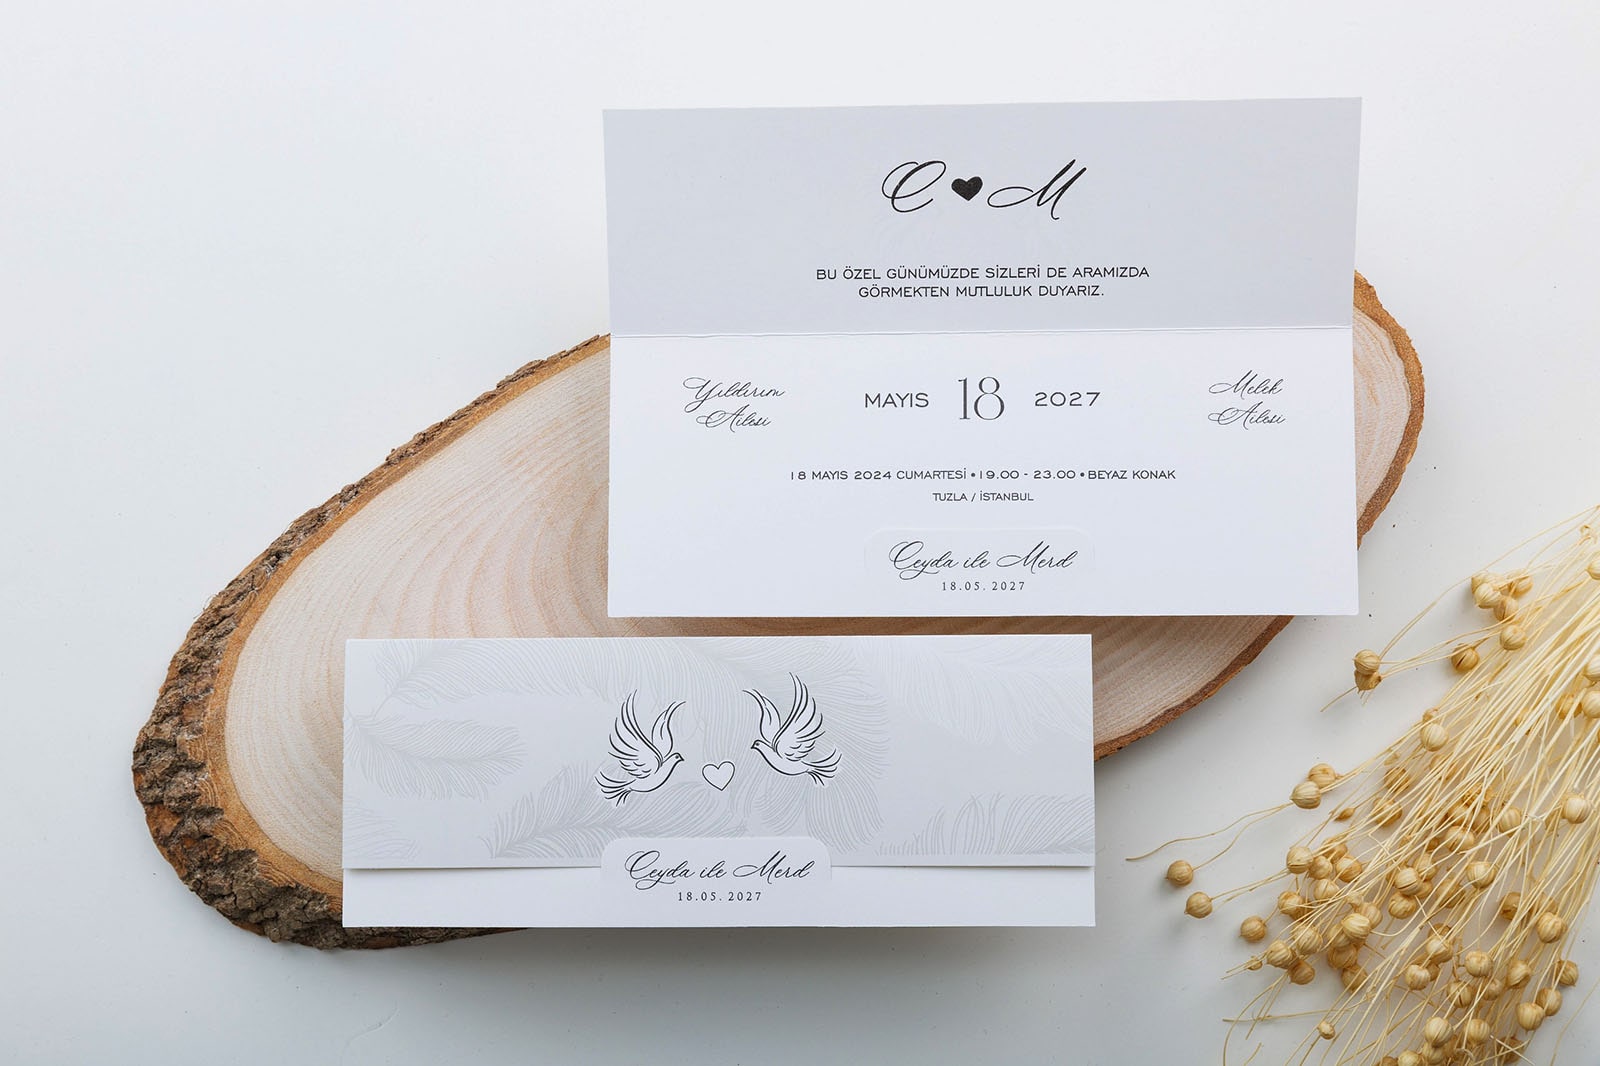 C M
BU ÖZEL GÜNÜMÜZDE SİZLERİ DE ARAMIZDA
GÖRMEKTEN MUTLULUK DUYARIZ.
Yıldırım
Ailesi
MAYIS 18 2027
Melek
Ailesi
18 MAYIS 2024 CUMARTESİ • 19.00 - 23.00 • BEYAZ KONAK
TUZLA / İSTANBUL
Ceyda ile Merd
18.05.2027
Ceyda ile Merd
18.05.2027